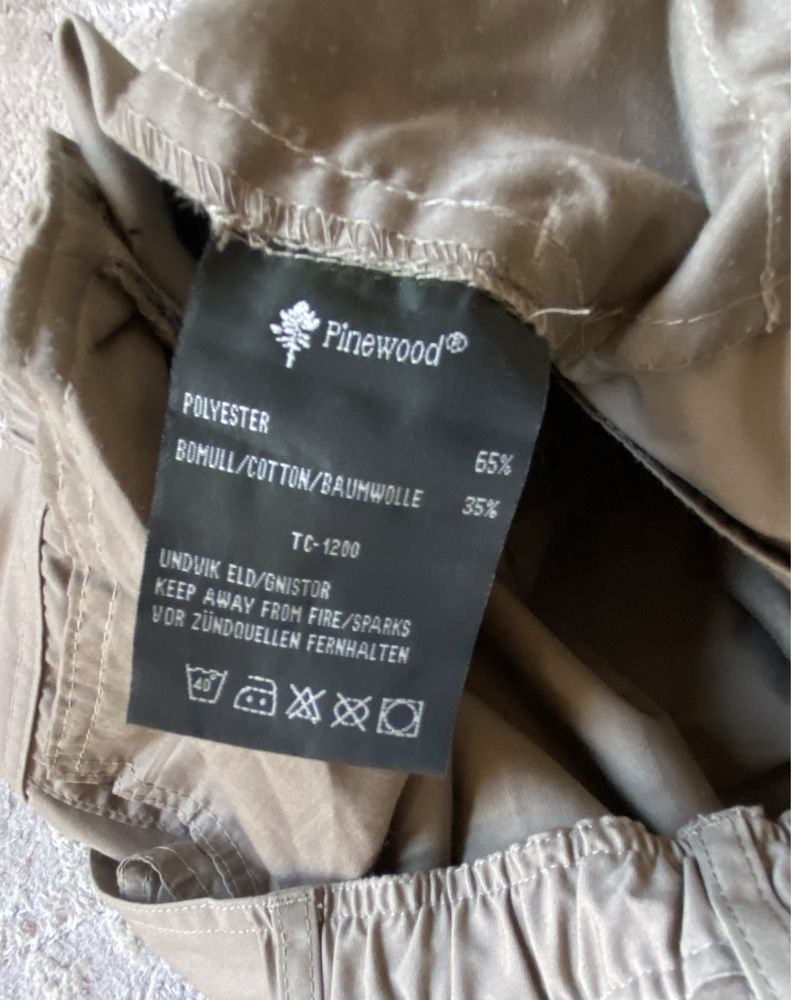 Pinewood®
POLYESTER 65%
BOMULL/COTTON/BAUMWOLLE 35%
TC-1200
UNDVIK ELD/GNISTOR
KEEP AWAY FROM FIRE/SPARKS
VOR ZÜNDQUELLEN FERNHALTEN
40°